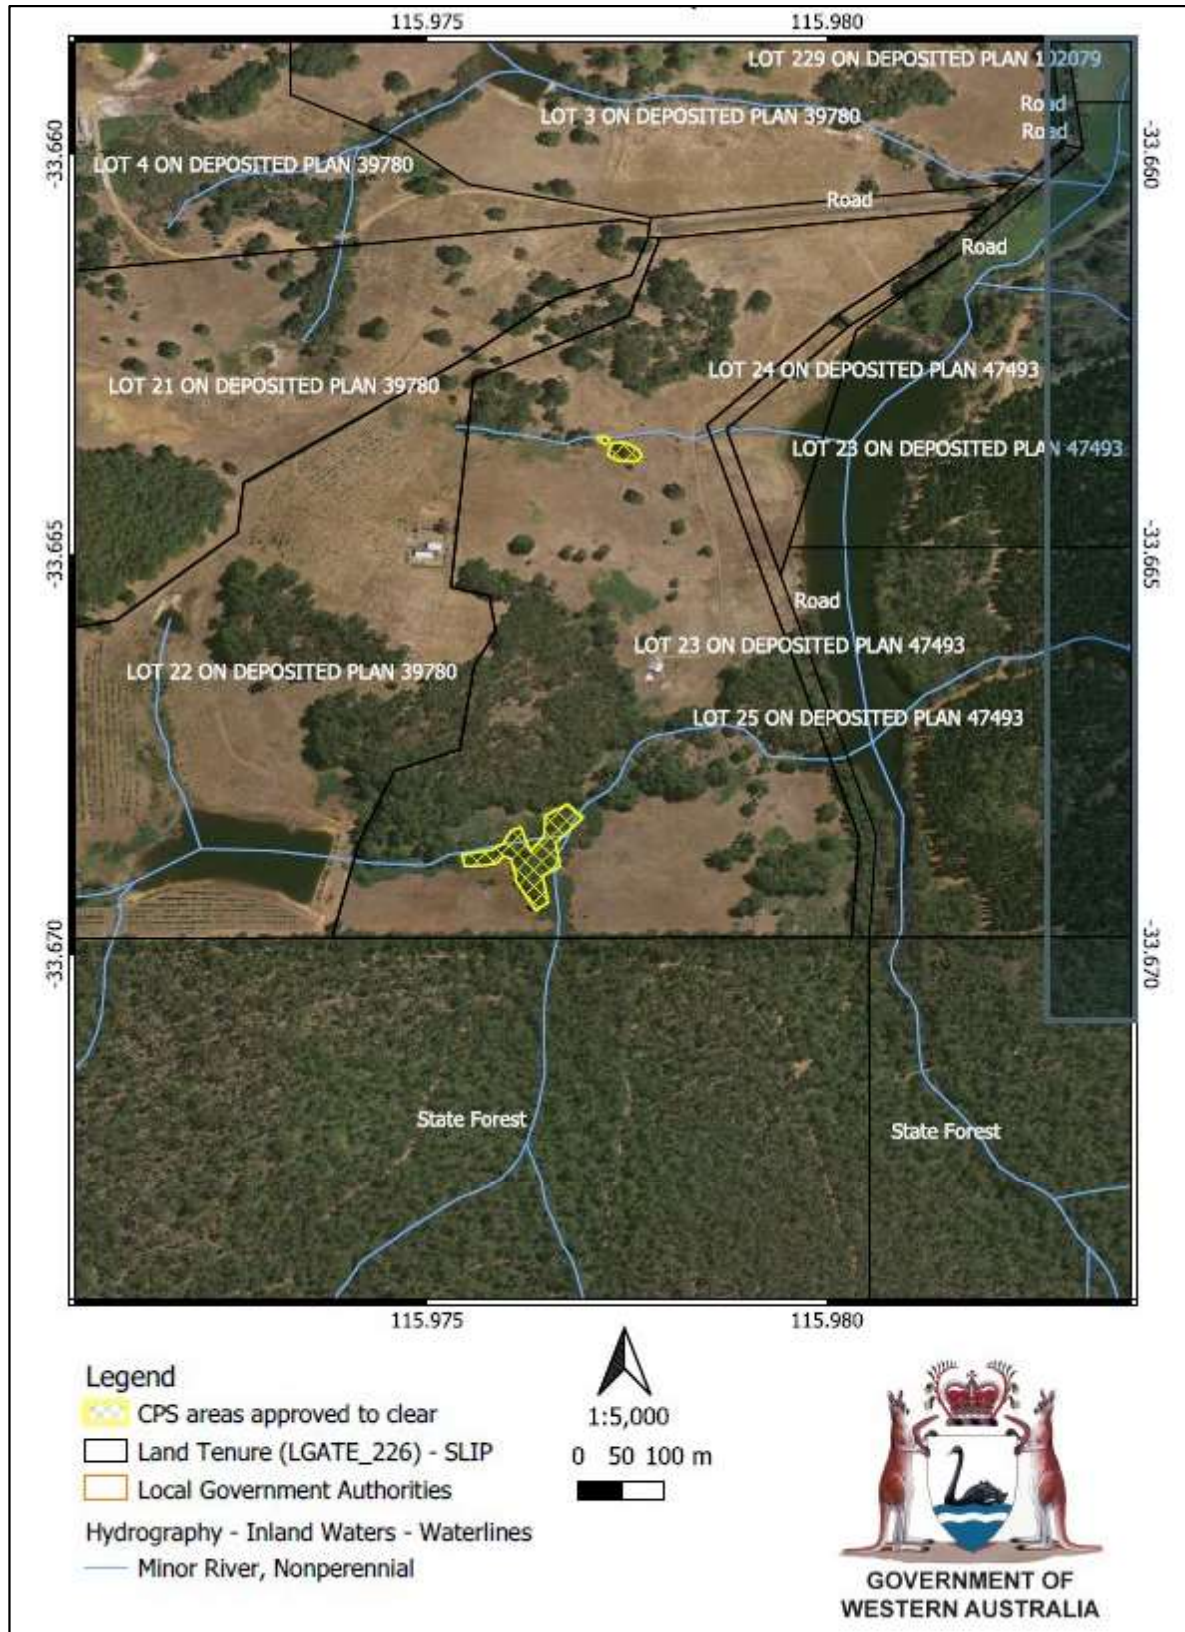 115.975
115.980
LOT 229 ON DEPOSITED PLAN 102079
LOT 3 ON DEPOSITED PLAN 39780
Road
Road
-33.660
-33.660
LOT 4 ON DEPOSITED PLAN 39780
Road
Road
LOT 24 ON DEPOSITED PLAN 47493
LOT 21 ON DEPOSITED PLAN 39780
LOT 23 ON DEPOSITED PLAN 47493
-33.665
-33.665
Road
LOT 23 ON DEPOSITED PLAN 47493
LOT 22 ON DEPOSITED PLAN 39780
LOT 25 ON DEPOSITED PLAN 47493
-33.670
-33.670
State Forest
State Forest
115.975
115.980
Legend
CPS areas approved to clear
Land Tenure (LGATE_226) - SLIP
Local Government Authorities
Hydrography - Inland Waters - Waterlines
Minor River, Nonperennial
1:5,000
0 50 100 m
GOVERNMENT OF
WESTERN AUSTRALIA